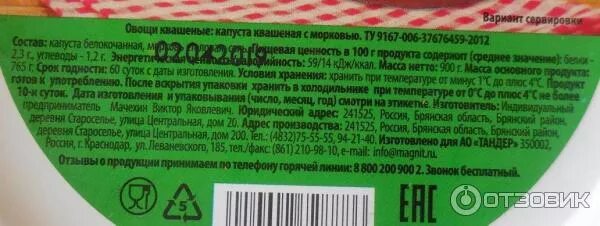 Вариант сервировки
Овощи квашеные: капуста квашеная с морковью. ТУ 9167-006-37676459-2012
Состав: капуста белокочанная, Пищевая ценность в 100 г продукта содержит (среднее значение): белки -
2,3 г, углеводы - 1,2 г. 59/14 кДж/ккал. Масса нетто: 900 г. Масса основного продукта:
765 г. Срок годности: 60 суток с даты изготовления. Условия хранения: хранить при температуре от минус 1°С до плюс 4°С. Продукт
готов к употреблению. После вскрытия упаковки хранить в холодильнике при температуре от 0°С до плюс 4°С не более
10-и суток. Дата изготовления и упаковывания (число, месяц, год) смотри на этикетке. Изготовитель: Индивидуальный
предприниматель Мачехин Виктор Яковлевич. Юридический адрес: 241525, Россия, Брянская область, Брянский район,
деревня Староселье, улица Центральная, дом 20. Адрес производства: 241525, Россия, Брянская область, Брянский район,
деревня Староселье, улица Центральная, дом 200. Тел. (4832)75-55-55, 94-21-40. Изготовлено для АО «ТАНДЕР» 350002,
Россия, г. Краснодар, ул. Леваневского, 185, тел./факс: (861) 210-98-10, e-mail: info@magnit.ru.
Отзывы о продукции принимаем по телефону горячей линии: 8 800 200 900 2. Звонок бесплатный.
5
ЕАС
ОТЗОВИК